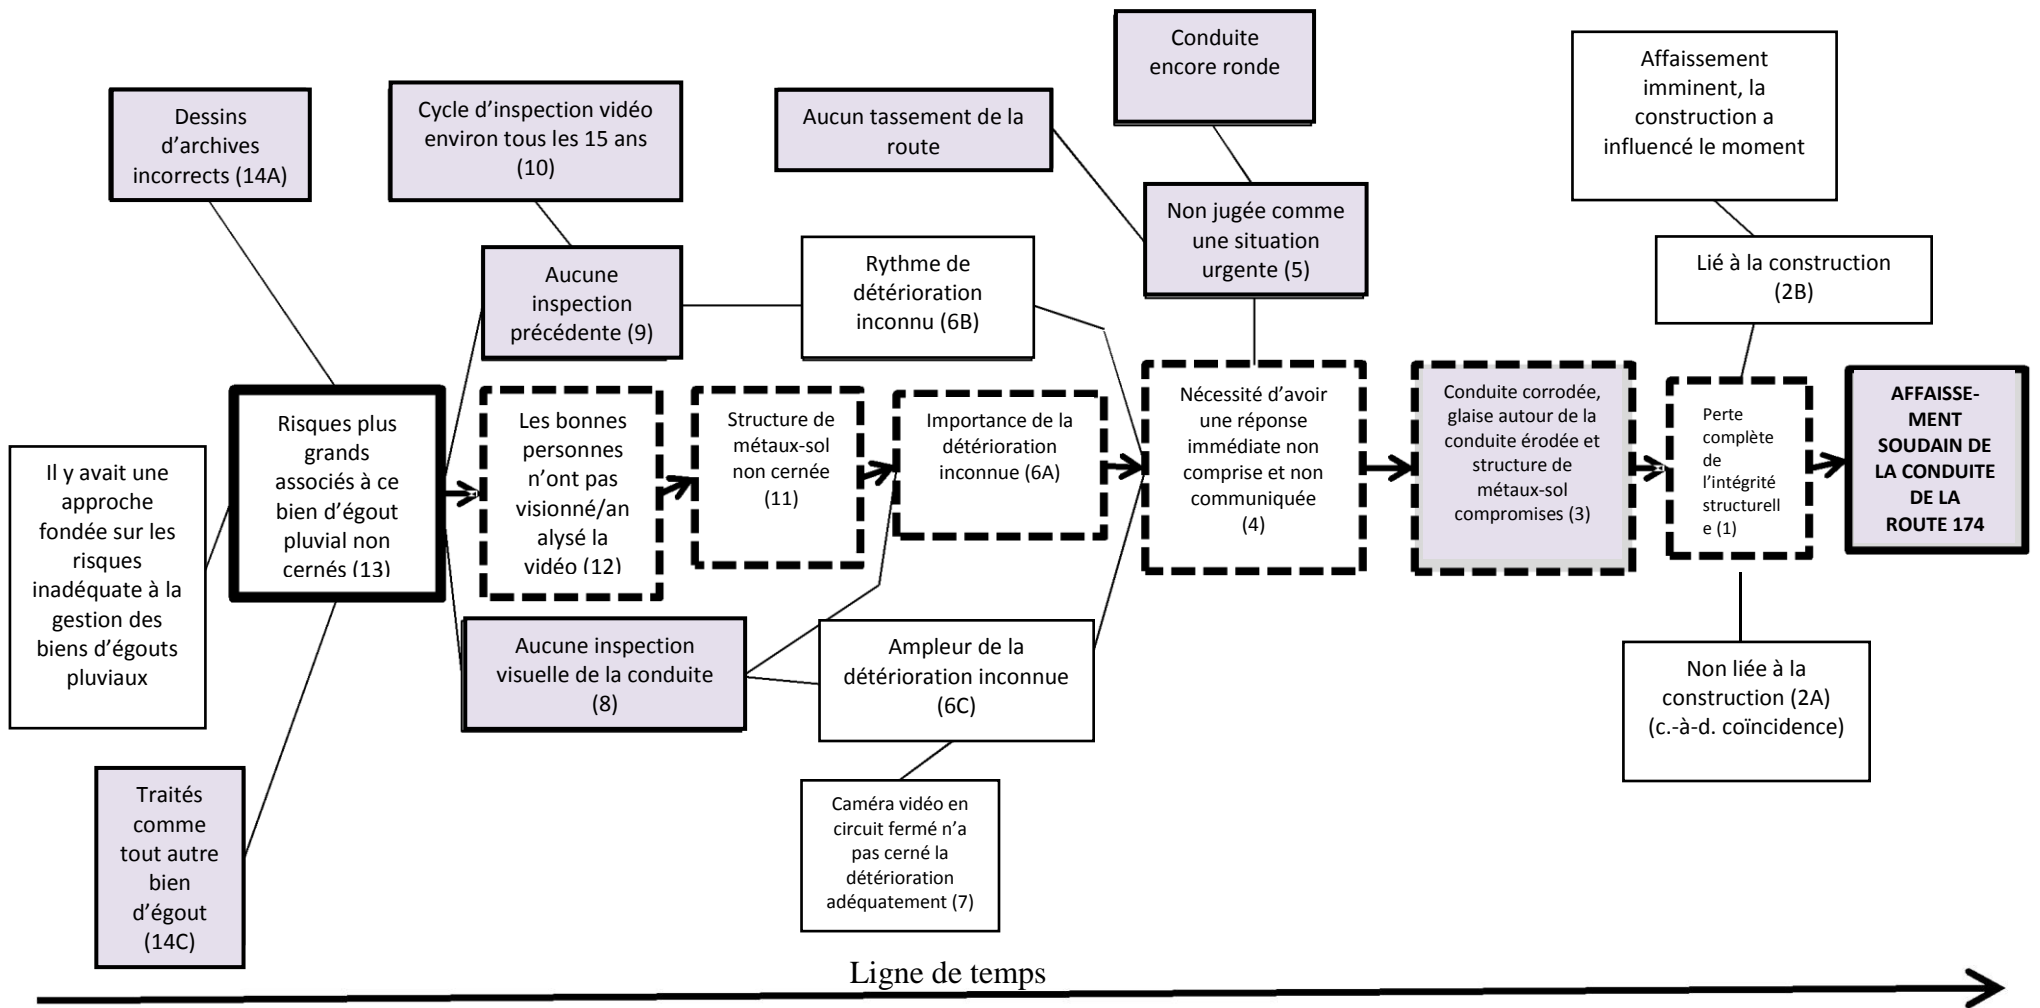 Dessins
d'archives
incorrects (14A)
Cycle d'inspection vidéo
environ tous les 15 ans
(10)
Aucun tassement de la
route
Conduite
encore ronde
Affaissement
imminent, la
construction a
influencé le moment
Aucune
inspection
précédente (9)
Rythme de
détérioration
inconnu (6B)
Non jugée comme
une situation
urgente (5)
Lié à la construction
(2B)
Il y avait une
approche
fondée sur les
risques
inadéquate à la
gestion des
biens d'égouts
pluviaux
Risques plus
grands
associés à ce
bien d'égout
pluvial non
cernés (13)
Les bonnes
personnes
n'ont pas
visionné/an
alysé la
vidéo (12)
Structure de
métaux-sol
non cernée
(11)
Importance de la
détérioration
inconnue (6A)
Nécessité d'avoir
une réponse
immédiate non
comprise et non
communiquée
(4)
Conduite corrodée,
glaise autour de la
conduite érodée et
structure de
métaux-sol
compromises (3)
Perte
complète
de
l'intégrité
structurell
e (1)
AFFAISSE-
MENT
SOUDAIN DE
LA CONDUITE
DE LA
ROUTE 174
Aucune inspection
visuelle de la conduite
(8)
Ampleur de la
détérioration inconnue
(6C)
Non liée à la
construction (2A)
(c.-à-d. coïncidence)
Traités
comme
tout autre
bien
d'égout
(14C)
Caméra vidéo en
circuit fermé n'a
pas cerné la
détérioration
adéquatement (7)
Ligne de temps